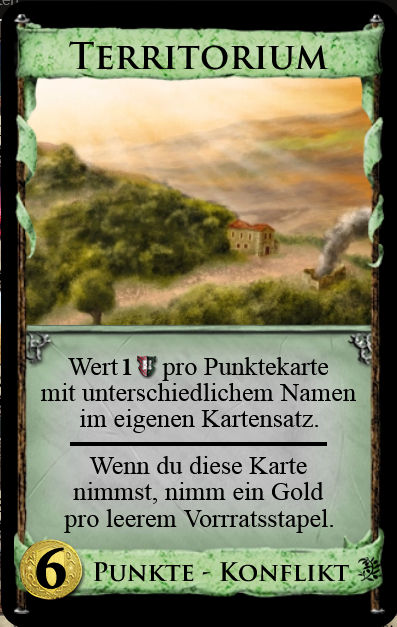 TERRITORIUM
Wert 1 pro Punktekarte
mit unterschiedlichem Namen
im eigenen Kartensatz.
Wenn du diese Karte
nimmst, nimm ein Gold
pro leerem Vorrratsstapel.
6 PUNKTE - KONFLIKT